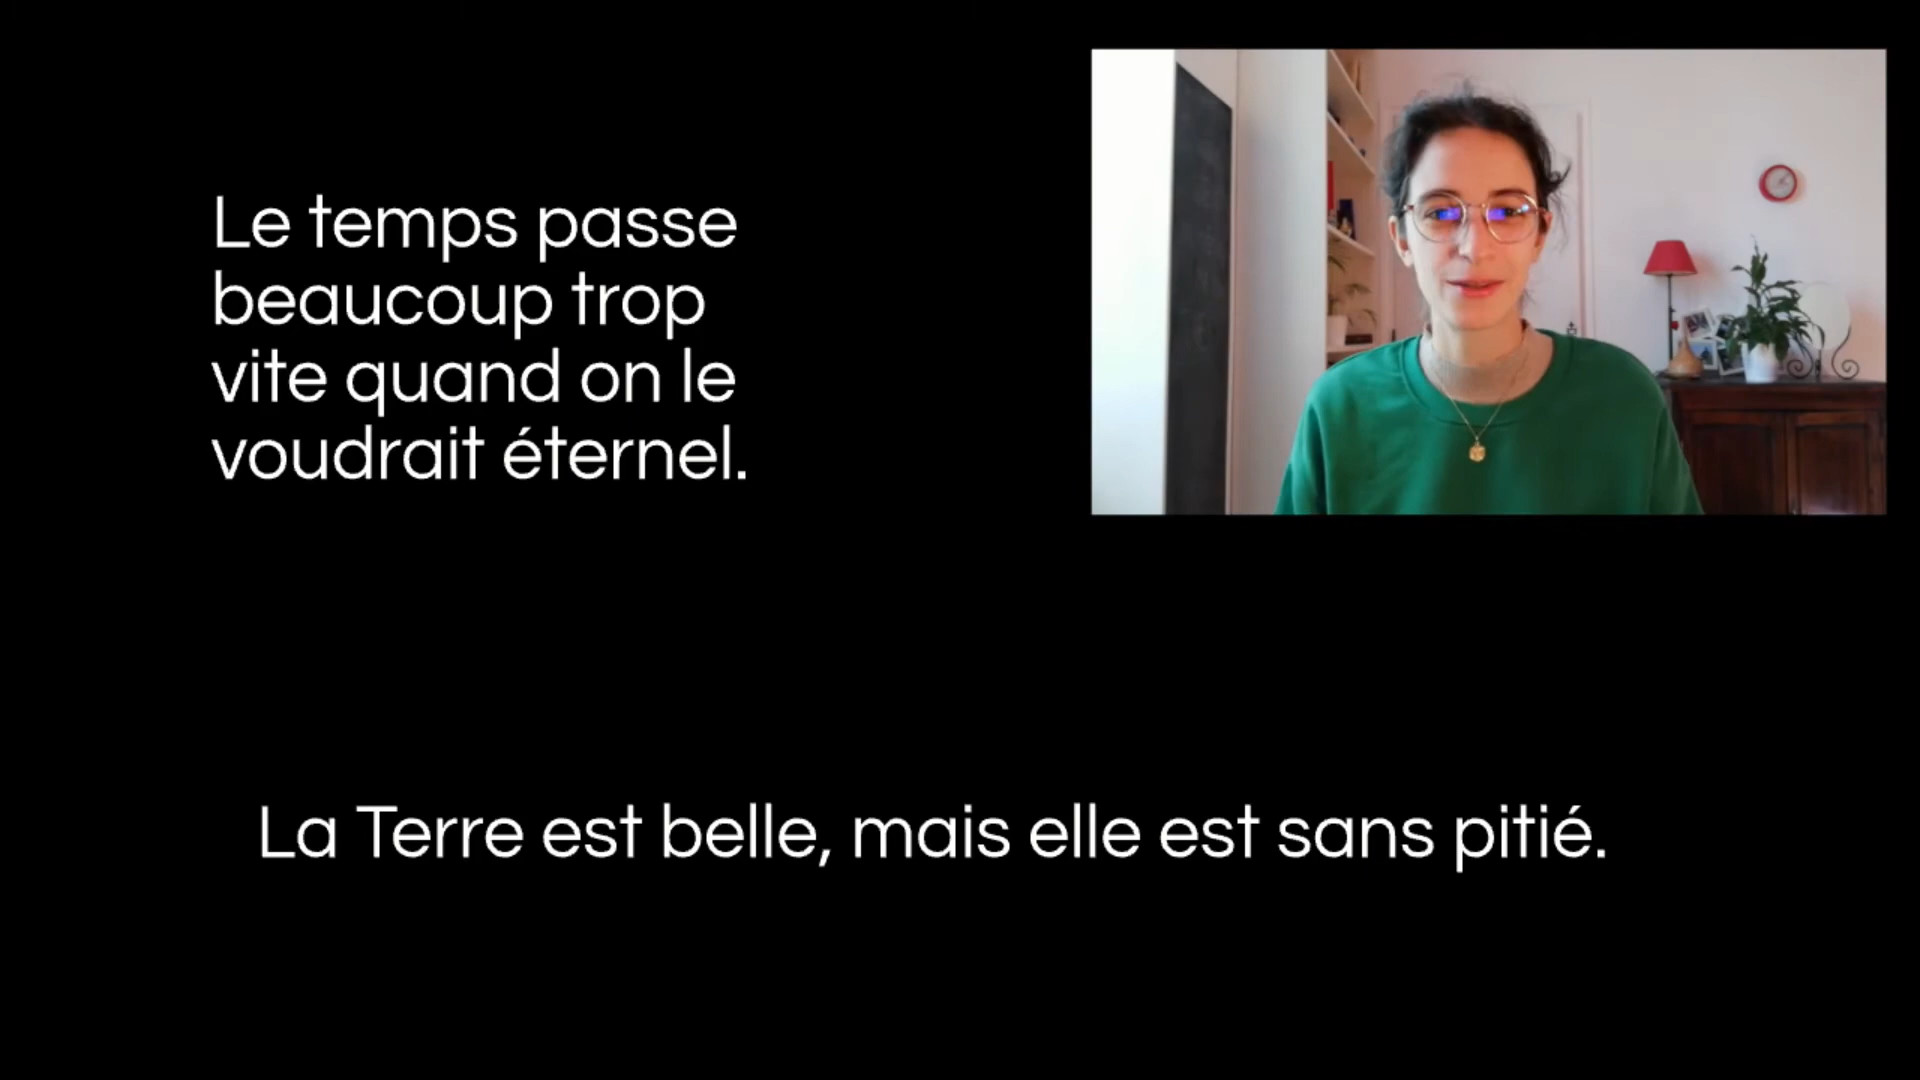 Le temps passe
beaucoup trop
vite quand on le
voudrait éternel.
La Terre est belle, mais elle est sans pitié.